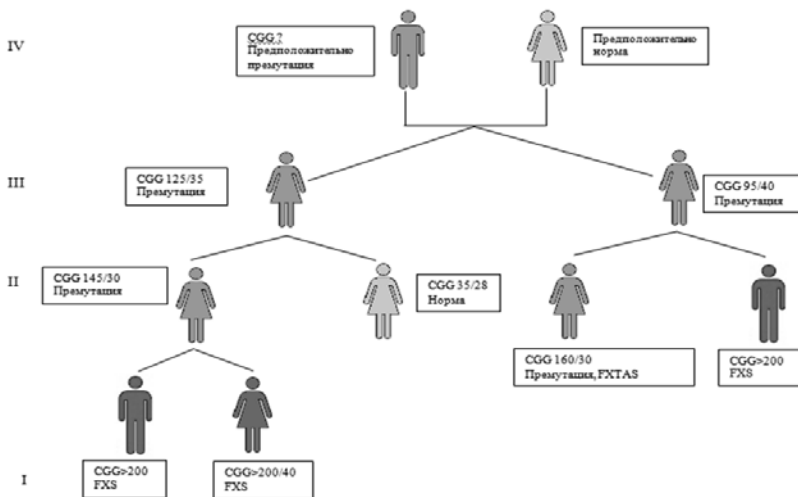 IV
CGG ?
Предположительно
премутация
Предположительно
норма
III
CGG 125/35
Премутация
CGG 95/40
Премутация
II
CGG 145/30
Премутация
CGG 35/28
Норма
CGG 160/30
Премутация, FXTAS
CGG>200
FXS
CGG>200
FXS
CGG>200/40
FXS
I